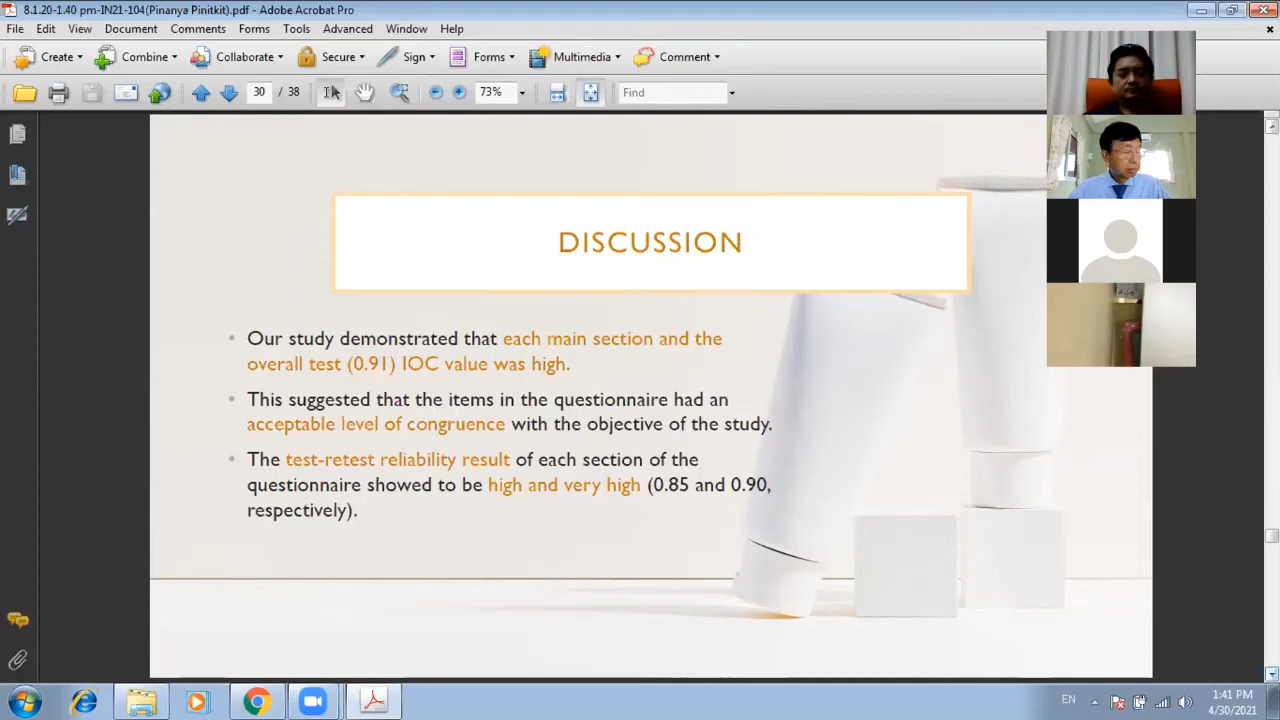 8.1.20-1.40 pm-IN21-104(Pinanya Pinitkit).pdf - Adobe Acrobat Pro
File Edit View Document Comments Forms Tools Advanced Window Help
Create Combine Collaborate Secure Sign Forms Multimedia Comment
30 / 38 73% Find
DISCUSSION
• Our study demonstrated that each main section and the
overall test (0.91) IOC value was high.
• This suggested that the items in the questionnaire had an
acceptable level of congruence with the objective of the study.
• The test-retest reliability result of each section of the
questionnaire showed to be high and very high (0.85 and 0.90,
respectively).
EN
1:41 PM
4/30/2021